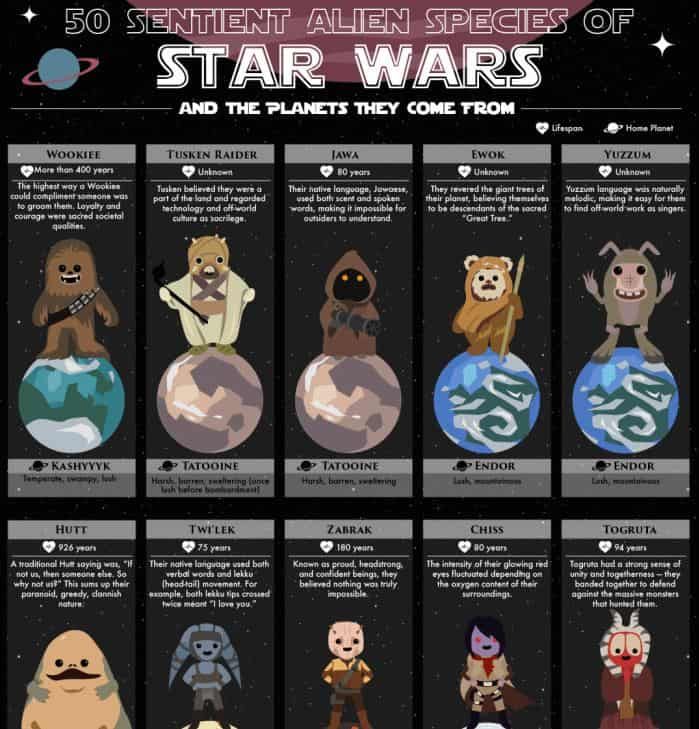 50 SENTIENT ALIEN SPECIES OF
STAR WARS
AND THE PLANETS THEY COME FROM
Lifespan
Home Planet
WOOKIEE
More than 400 years
The highest way a Wookiee
could compliment someone was
to groom them. Loyalty and
courage were sacred societal
qualities.
KASHYYYK
Temperate, swampy, lush
TUSKEN RAIDER
Unknown
Tusken believed they were a
part of the land and regarded
technology and off-world
culture as sacrilege.
TATOOINE
Harsh, barren, sweltering (once
lush before bombardment)
JAWA
80 years
Their native language, Jawaese,
used both scent and spoken
words, making it impossible for
outsiders to understand.
TATOOINE
Harsh, barren, sweltering
EWOK
Unknown
They revered the giant trees of
their planet, believing themselves
to be descendants of the sacred
"Great Tree."
ENDOR
Lush, mountainous
YUZZUM
Unknown
Yuzzum language was naturally
melodic, making it easy for them
to find off-world work as singers.
ENDOR
Lush, mountainous
HUTT
926 years
A traditional Hutt saying was, "If
not us, then someone else. So
why not us?" This sums up their
paranoid, greedy, clannish
nature.
TWI'LEK
75 years
Their native language used both
verbal words and lekku
(head-tail) movement. For
example, both lekku tips crossed
twice meant "I love you."
ZABRAK
180 years
Known as proud, headstrong,
and confident beings, they
believed nothing was truly
impossible.
CHISS
80 years
The intensity of their glowing red
eyes fluctuated depending on
the oxygen content of their
surroundings.
TOGRUTA
94 years
Togruta had a strong sense of
unity and togetherness — they
banded together to defend
against the massive monsters
that hunted them.